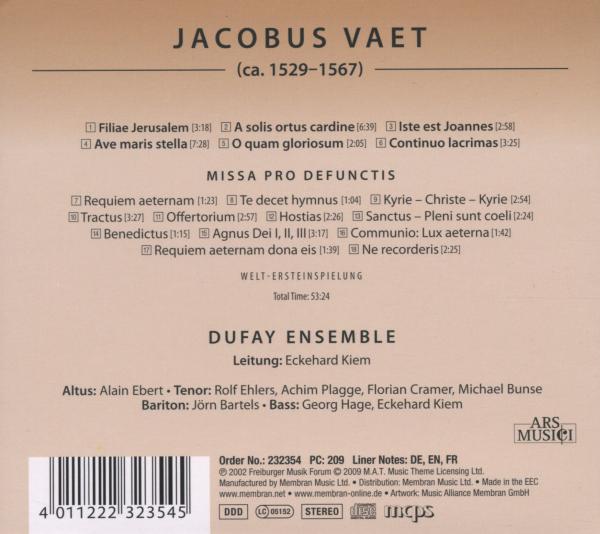 JACOBUS VAET
(ca. 1529–1567)
1 Filiae Jerusalem [3:18] 2 A solis ortus cardine [6:39] 3 Iste est Joannes [2:58]
4 Ave maris stella [7:28] 5 O quam gloriosum [2:05] 6 Continuo lacrimas [3:25]
MISSA PRO DEFUNCTIS
7 Requiem aeternam [1:23] 8 Te decet hymnus [1:04] 9 Kyrie – Christe – Kyrie [2:54]
10 Tractus [3:27] 11 Offertorium [2:57] 12 Hostias [2:26] 13 Sanctus – Pleni sunt coeli [2:24]
14 Benedictus [1:15] 15 Agnus Dei I, II, III [3:17] 16 Communio: Lux aeterna [1:42]
17 Requiem aeternam dona eis [1:39] 18 Ne recorderis [2:25]
WELT-ERSTEINSPIELUNG
Total Time: 53:24
DUFAY ENSEMBLE
Leitung: Eckehard Kiem
Altus: Alain Ebert • Tenor: Rolf Ehlers, Achim Plagge, Florian Cramer, Michael Bunse
Bariton: Jörn Bartels • Bass: Georg Hage, Eckehard Kiem
ARS
MUSICI
Order No.: 232354 PC: 209 Liner Notes: DE, EN, FR
℗ 2002 Freiburger Musik Forum © 2009 M.A.T. Music Theme Licensing Ltd.
Manufactured by Membran Music Ltd. • Distribution: Membran Music Ltd. • Made in the EEC
www.membran.net • www.membran-online.de • Artwork: Music Alliance Membran GmbH
DDD LC 05152 STEREO COMPACT disc DIGITAL AUDIO mcps
4 011222 323545